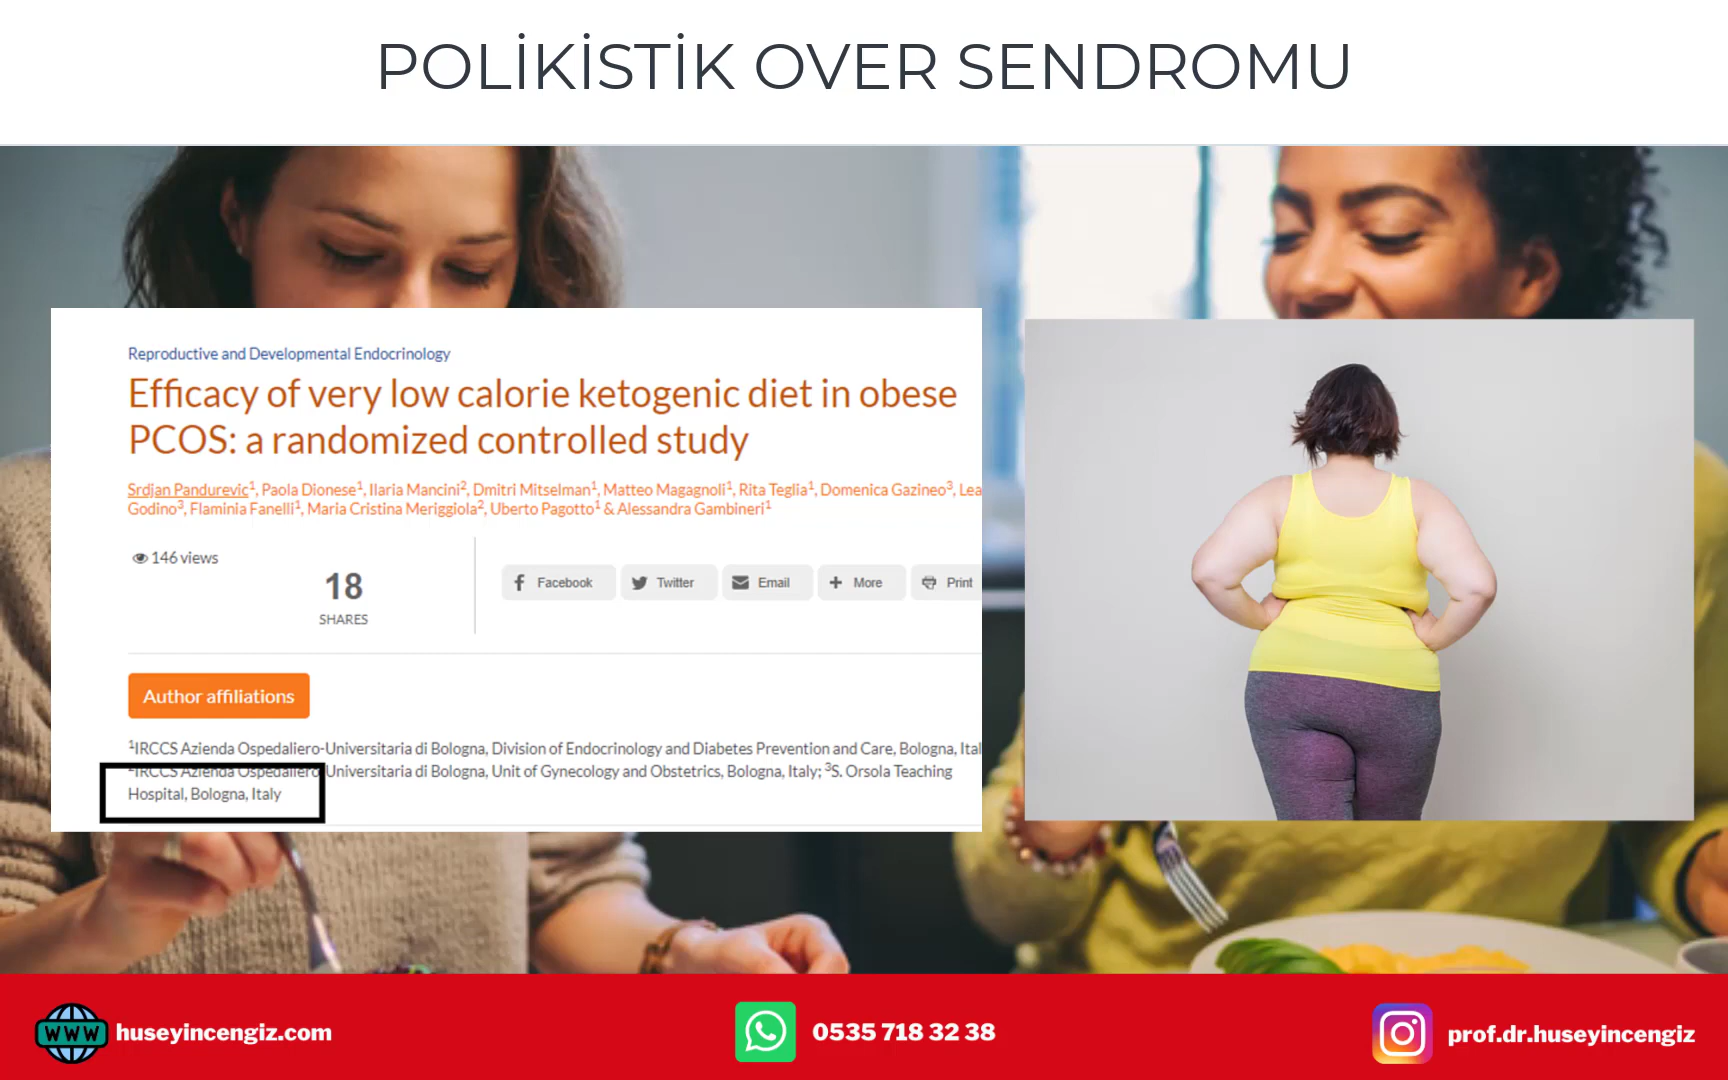 POLİKİSTİK OVER SENDROMU
Reproductive and Developmental Endocrinology
Efficacy of very low calorie ketogenic diet in obese
PCOS: a randomized controlled study
Srdjan Pandurevic1, Paola Dionese1, Ilaria Mancini2, Dmitri Mitselman1, Matteo Magagnoli1, Rita Teglia1, Domenica Gazineo3, Lea
Godino3, Flaminia Fanelli1, Maria Cristina Meriggiola2, Uberto Pagotto1 & Alessandra Gambineri1
146 views
18
SHARES
Facebook
Twitter
Email
More
Print
Author affiliations
1IRCCS Azienda Ospedaliero-Universitaria di Bologna, Division of Endocrinology and Diabetes Prevention and Care, Bologna, Ital
2IRCCS Azienda Ospedaliero-Universitaria di Bologna, Unit of Gynecology and Obstetrics, Bologna, Italy; 3S. Orsola Teaching
Hospital, Bologna, Italy
WWW huseyincengiz.com
0535 718 32 38
prof.dr.huseyincengiz